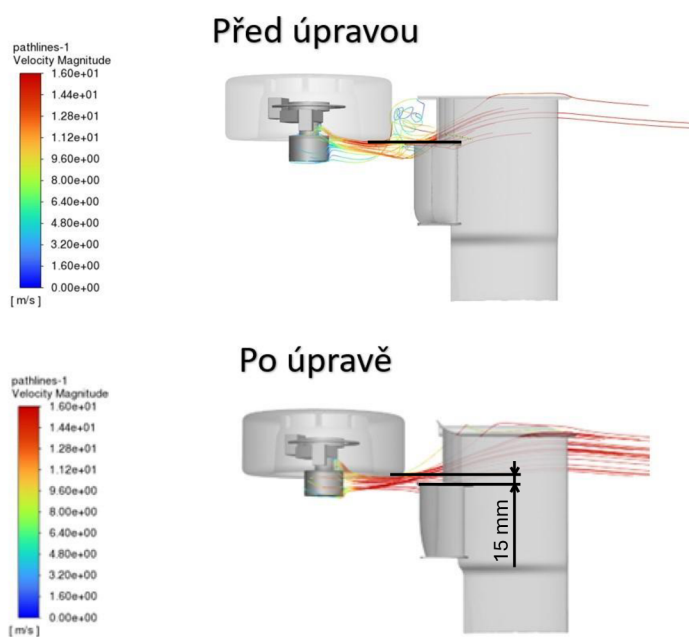 Před úpravou
pathlines-1
Velocity Magnitude
1.60e+01
1.44e+01
1.28e+01
1.12e+01
9.60e+00
8.00e+00
6.40e+00
4.80e+00
3.20e+00
1.60e+00
0.00e+00
[ m/s ]
Po úpravě
pathlines-1
Velocity Magnitude
1.60e+01
1.44e+01
1.28e+01
1.12e+01
9.60e+00
8.00e+00
6.40e+00
4.80e+00
3.20e+00
1.60e+00
0.00e+00
[ m/s ]
15 mm